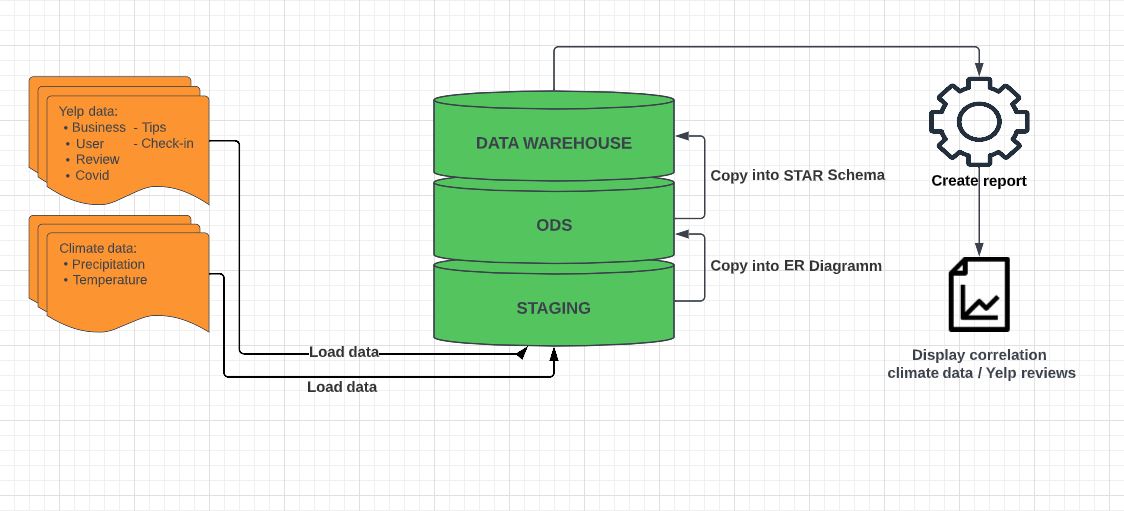 Yelp data:
• Business - Tips
• User - Check-in
• Review
• Covid
Climate data:
• Precipitation
• Temperature
Load data
Load data
DATA WAREHOUSE
ODS
STAGING
Copy into STAR Schema
Copy into ER Diagramm
Create report
Display correlation
climate data / Yelp reviews